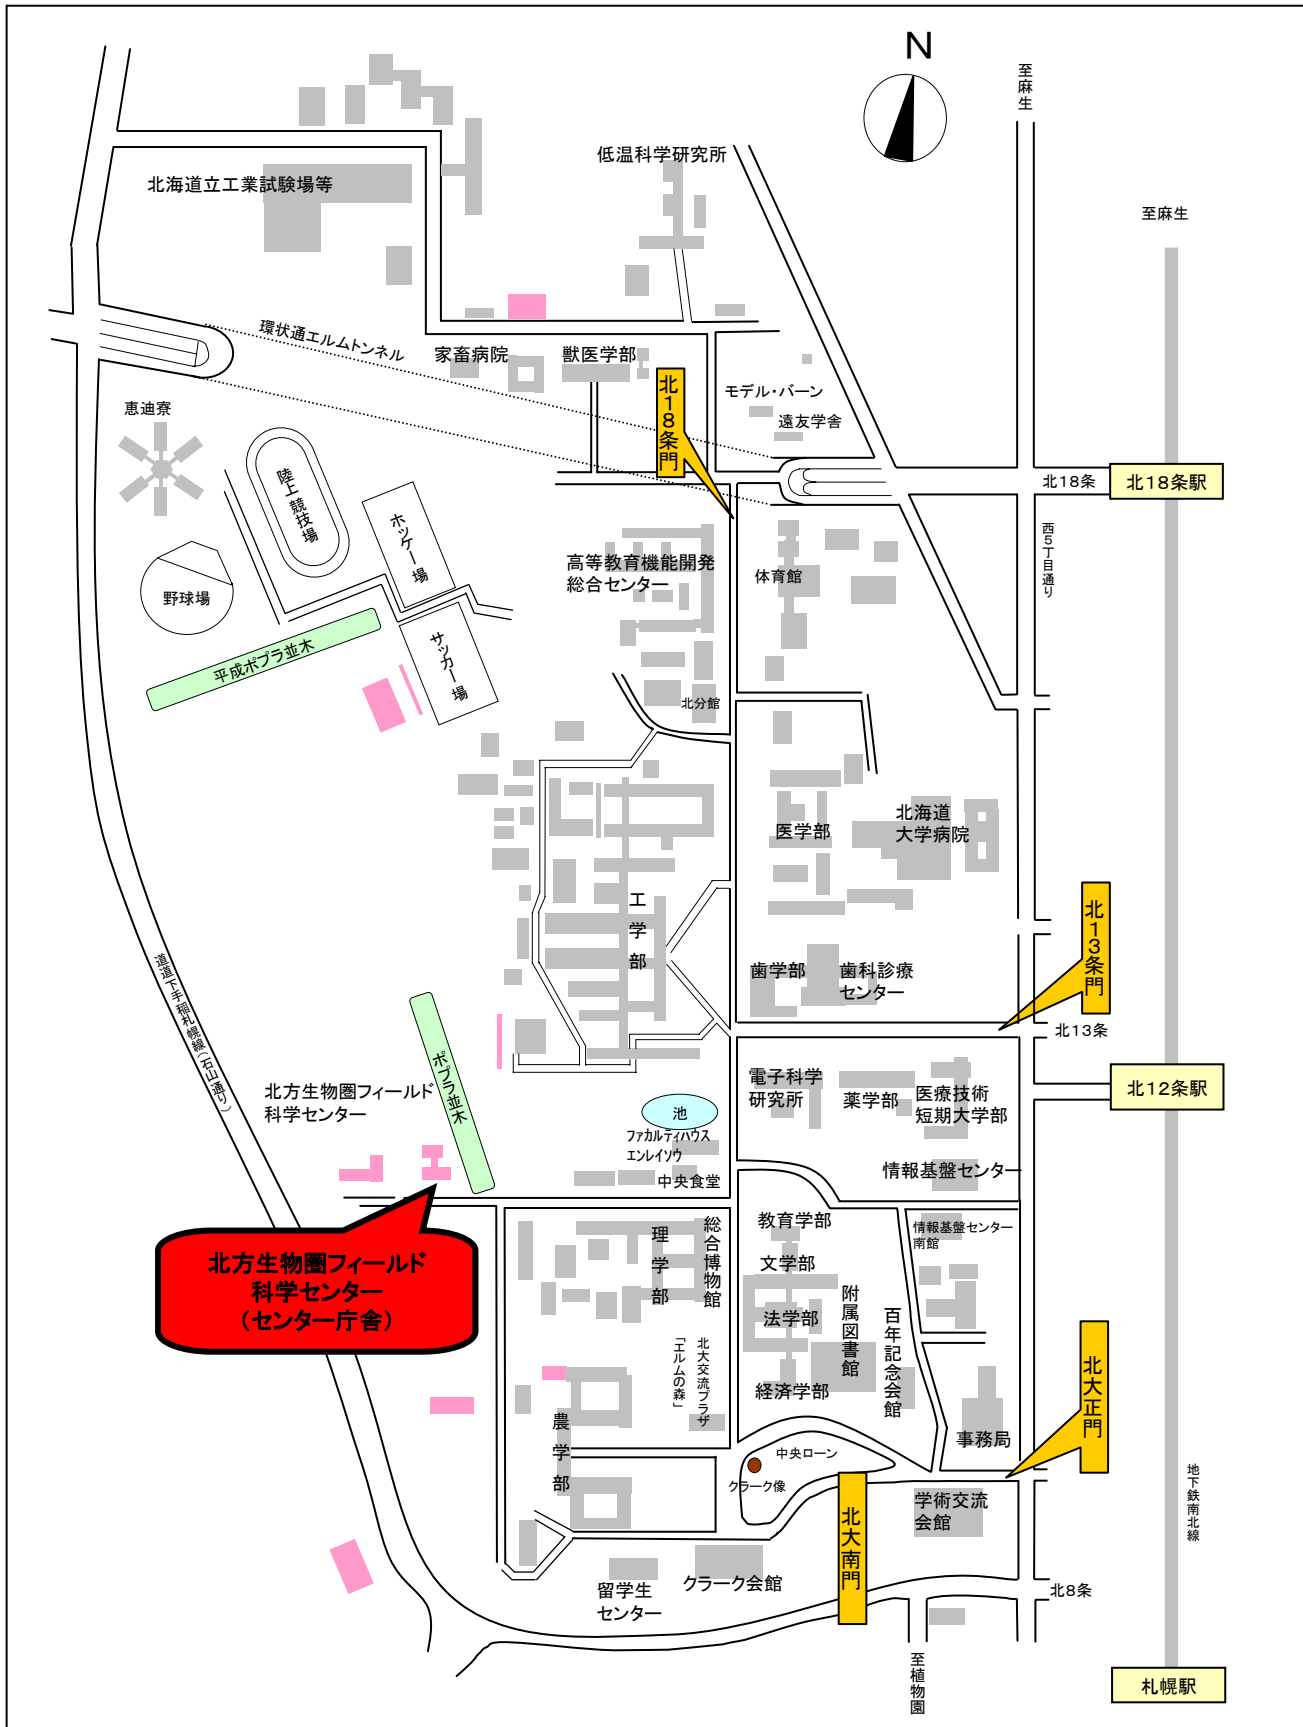 N
至麻生
低温科学研究所
北海道立工業試験場等
至麻生
環状通エルムトンネル
家畜病院
獣医学部
北18条門
モデル・バーン
遠友学舎
恵迪寮
陸上競技場
北18条
北18条駅
ホッケー場
西5丁目通り
高等教育機能開発
総合センター
体育館
野球場
平成ポプラ並木
サッカー場
北分館
北海道
大学病院
医学部
工学部
北13条門
歯学部
歯科診療
センター
道道下手稲札幌線(石山通り)
北13条
ポプラ並木
北方生物圏フィールド
科学センター
電子科学
研究所
薬学部
医療技術
短期大学部
北12条駅
池
ファカルティハウス
エンレイソウ
中央食堂
情報基盤センター
北方生物圏フィールド
科学センター
(センター庁舎)
理学部
総合博物館
教育学部
情報基盤センター
南館
文学部
法学部
附属図書館
百年記念会館
北大交流プラザ
「エルムの森」
経済学部
北大正門
農学部
事務局
中央ローン
クラーク像
北大南門
学術交流
会館
地下鉄南北線
留学生
センター
クラーク会館
北8条
至植物園
札幌駅